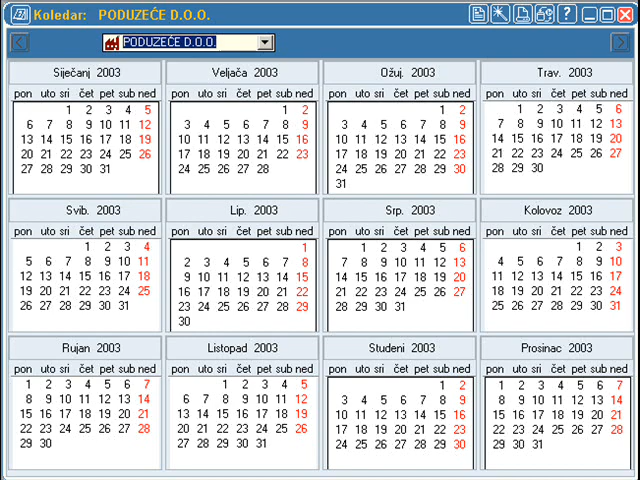 Koledar: PODUZEĆE D.O.O.
PODUZEĆE D.O.O.
Siječanj 2003
pon uto sri čet pet sub ned
1 2 3 4 5
6 7 8 9 10 11 12
13 14 15 16 17 18 19
20 21 22 23 24 25 26
27 28 29 30 31
Veljača 2003
pon uto sri čet pet sub ned
1 2
3 4 5 6 7 8 9
10 11 12 13 14 15 16
17 18 19 20 21 22 23
24 25 26 27 28
Ožuj. 2003
pon uto sri čet pet sub ned
1 2
3 4 5 6 7 8 9
10 11 12 13 14 15 16
17 18 19 20 21 22 23
24 25 26 27 28 29 30
31
Trav. 2003
pon uto sri čet pet sub ned
1 2 3 4 5 6
7 8 9 10 11 12 13
14 15 16 17 18 19 20
21 22 23 24 25 26 27
28 29 30
Svib. 2003
pon uto sri čet pet sub ned
1 2 3 4
5 6 7 8 9 10 11
12 13 14 15 16 17 18
19 20 21 22 23 24 25
26 27 28 29 30 31
Lip. 2003
pon uto sri čet pet sub ned
1
2 3 4 5 6 7 8
9 10 11 12 13 14 15
16 17 18 19 20 21 22
23 24 25 26 27 28 29
30
Srp. 2003
pon uto sri čet pet sub ned
1 2 3 4 5 6
7 8 9 10 11 12 13
14 15 16 17 18 19 20
21 22 23 24 25 26 27
28 29 30 31
Kolovoz 2003
pon uto sri čet pet sub ned
1 2 3
4 5 6 7 8 9 10
11 12 13 14 15 16 17
18 19 20 21 22 23 24
25 26 27 28 29 30 31
Rujan 2003
pon uto sri čet pet sub ned
1 2 3 4 5 6 7
8 9 10 11 12 13 14
15 16 17 18 19 20 21
22 23 24 25 26 27 28
29 30
Listopad 2003
pon uto sri čet pet sub ned
1 2 3 4 5
6 7 8 9 10 11 12
13 14 15 16 17 18 19
20 21 22 23 24 25 26
27 28 29 30 31
Studeni 2003
pon uto sri čet pet sub ned
1 2
3 4 5 6 7 8 9
10 11 12 13 14 15 16
17 18 19 20 21 22 23
24 25 26 27 28 29 30
Prosinac 2003
pon uto sri čet pet sub ned
1 2 3 4 5 6 7
8 9 10 11 12 13 14
15 16 17 18 19 20 21
22 23 24 25 26 27 28
29 30 31